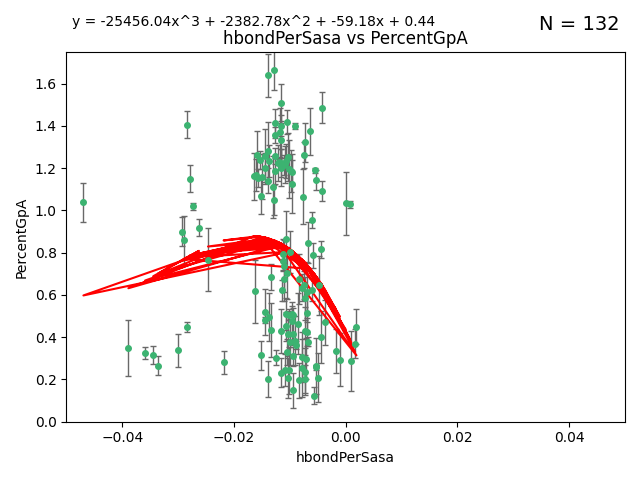 y = -25456.04x^3 + -2382.78x^2 + -59.18x + 0.44
N = 132
hbondPerSasa vs PercentGpA
PercentGpA
1.6
1.4
1.2
1.0
0.8
0.6
0.4
0.2
0.0
−0.04 −0.02 0.00 0.02 0.04
hbondPerSasa